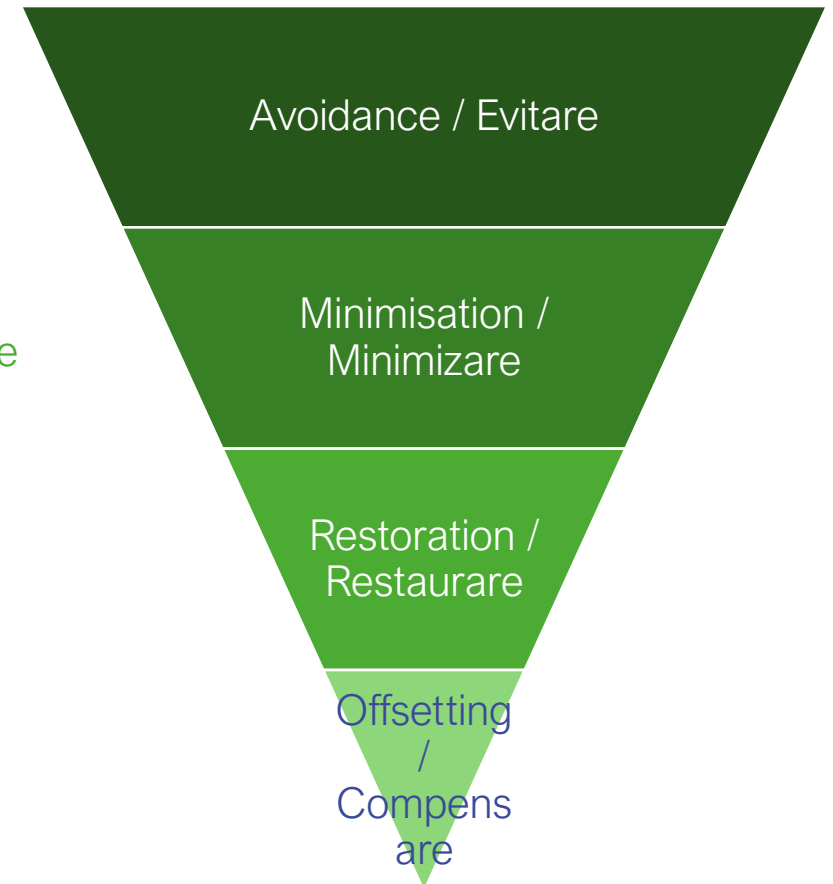 Avoidance / Evitare
Minimisation /
Minimizare
e
Restoration /
Restaurare
Offsetting
/
Compens
are